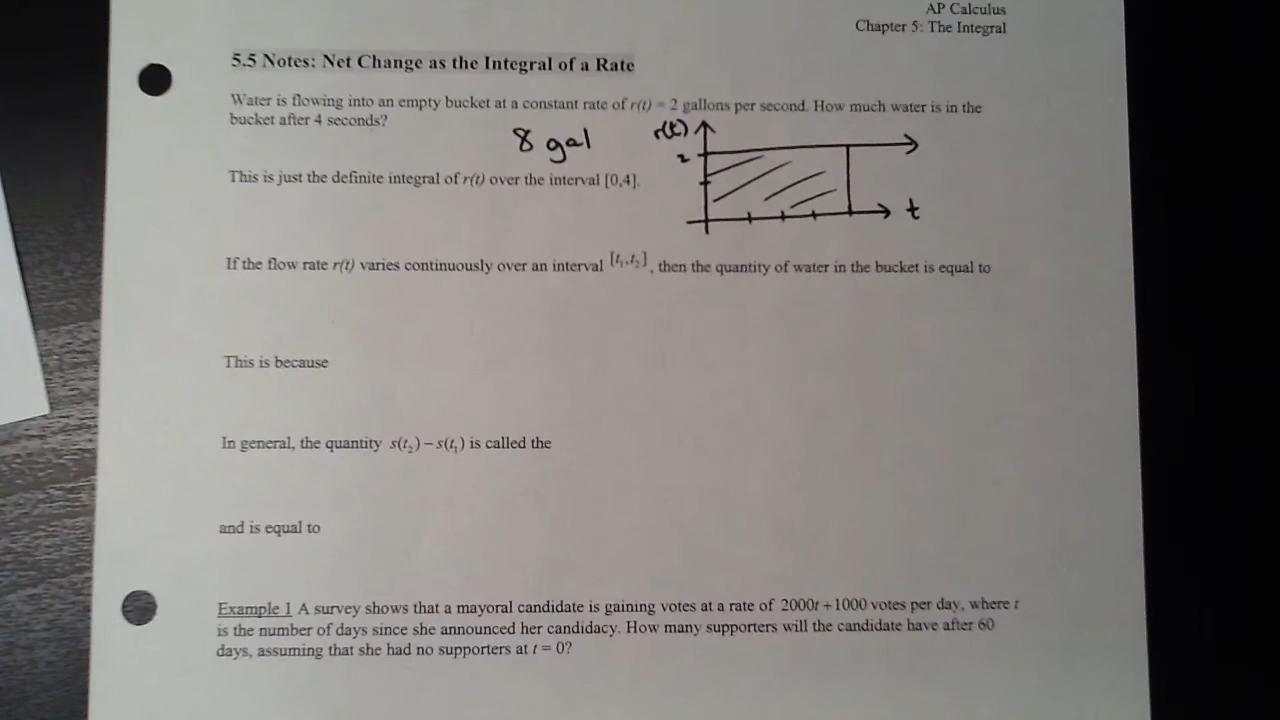 AP Calculus
Chapter 5: The Integral
5.5 Notes: Net Change as the Integral of a Rate
Water is flowing into an empty bucket at a constant rate of r(t) = 2 gallons per second. How much water is in the
bucket after 4 seconds?
8 gal
r(t)
2
t
This is just the definite integral of r(t) over the interval [0,4].
If the flow rate r(t) varies continuously over an interval [t₁,t₂], then the quantity of water in the bucket is equal to
This is because
In general, the quantity s(t₂) – s(t₁) is called the
and is equal to
Example 1 A survey shows that a mayoral candidate is gaining votes at a rate of 2000t + 1000 votes per day, where t
is the number of days since she announced her candidacy. How many supporters will the candidate have after 60
days, assuming that she had no supporters at t = 0?